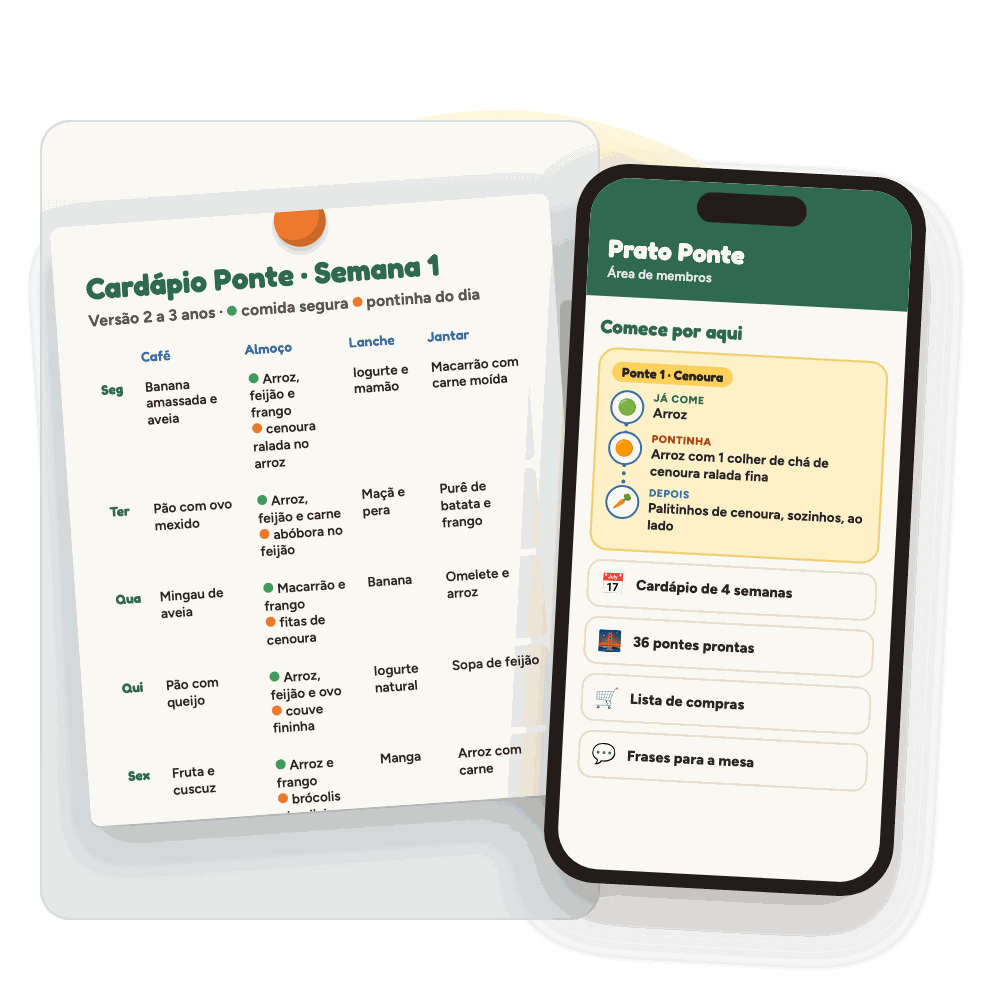 Cardápio Ponte · Semana 1
Versão 2 a 3 anos · comida segura pontinha do dia
Café Almoço Lanche Jantar
Seg
Banana
amassada e
aveia
Arroz,
feijão e
frango
cenoura
ralada no
arroz
Iogurte e
mamão
Macarrão com
carne moída
Ter
Pão com ovo
mexido
Arroz,
feijão e carne
abóbora no
feijão
Maçã e
pera
Purê de
batata e
frango
Qua
Mingau de
aveia
Macarrão e
frango
fitas de
cenoura
Banana
Omelete e
arroz
Qui
Pão com
queijo
Arroz,
feijão e ovo
couve
fininha
Iogurte
natural
Sopa de feijão
Sex
Fruta e
cuscuz
Arroz e
frango
brócolis
Manga
Arroz com
carne
Prato Ponte
Área de membros
Comece por aqui
Ponte 1 · Cenoura
JÁ COME
Arroz
PONTINHA
Arroz com 1 colher de chá de
cenoura ralada fina
DEPOIS
Palitinhos de cenoura, sozinhos, ao
lado
Cardápio de 4 semanas
36 pontes prontas
Lista de compras
Frases para a mesa